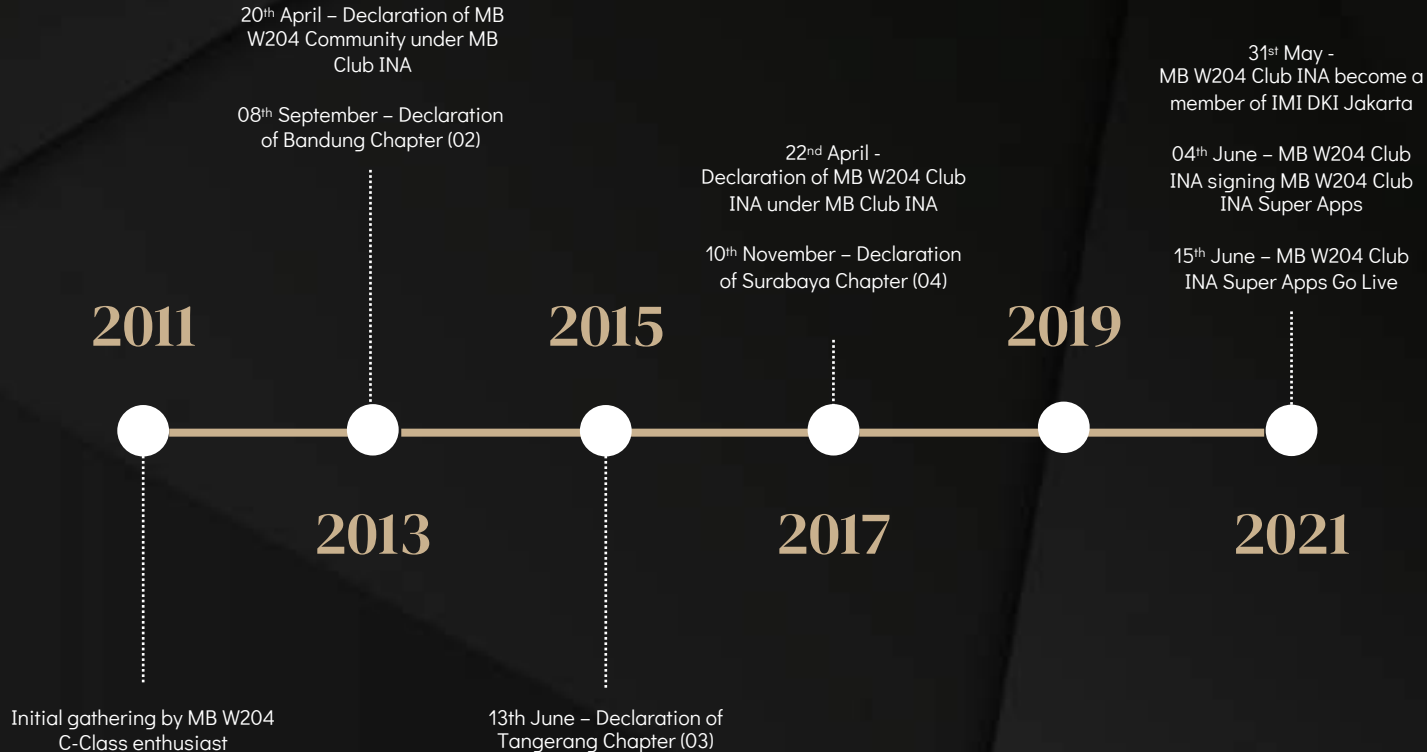 20th April – Declaration of MB
W204 Community under MB
Club INA
08th September – Declaration
of Bandung Chapter (02)
22nd April -
Declaration of MB W204 Club
INA under MB Club INA
10th November – Declaration
of Surabaya Chapter (04)
31st May -
MB W204 Club INA become a
member of IMI DKI Jakarta
04th June – MB W204 Club
INA signing MB W204 Club
INA Super Apps
15th June – MB W204 Club
INA Super Apps Go Live
2011
2015
2019
2013
2017
2021
Initial gathering by MB W204
C-Class enthusiast
13th June – Declaration of
Tangerang Chapter (03)